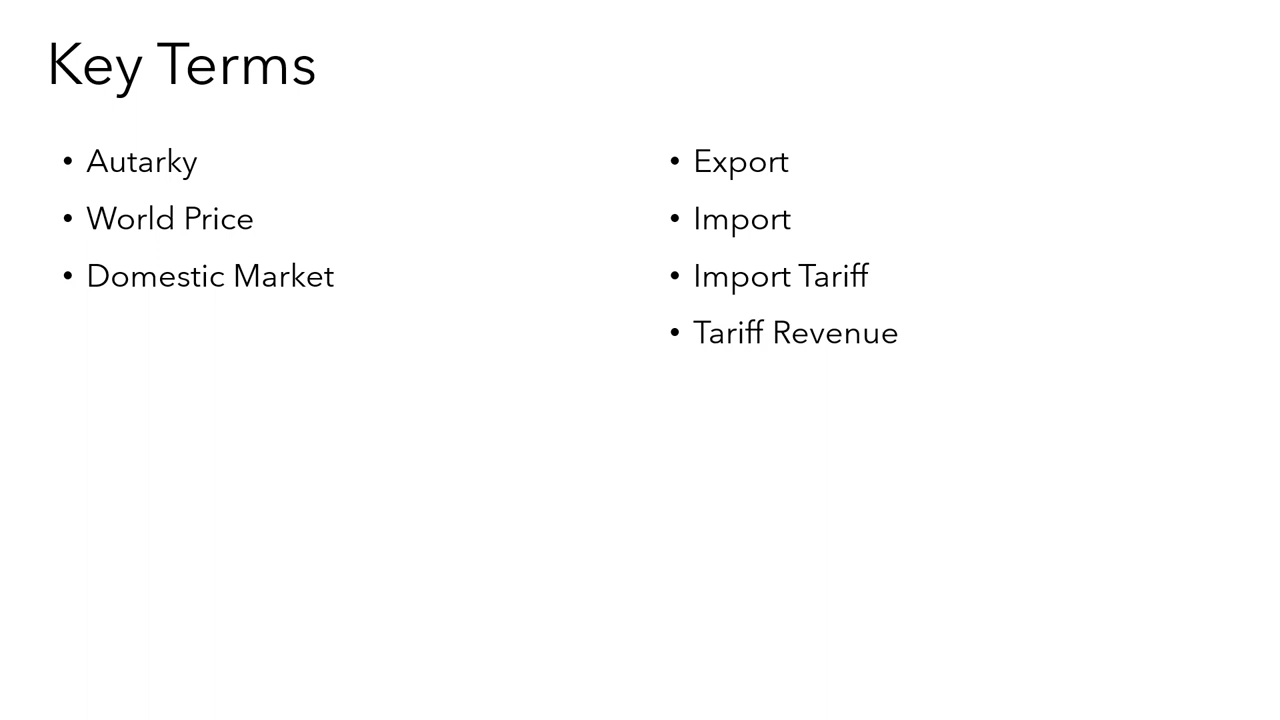 Key Terms
• Autarky
• World Price
• Domestic Market
• Export
• Import
• Import Tariff
• Tariff Revenue